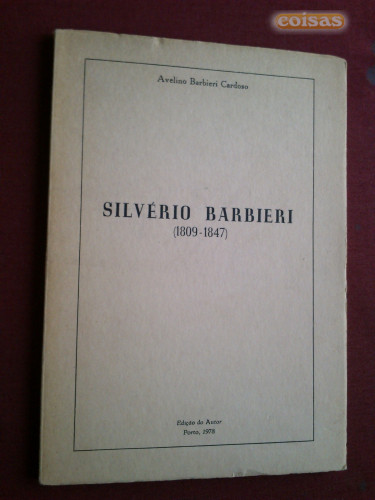 coisas
Avelino Barbieri Cardoso
SILVÉRIO BARBIERI
(1809-1847)
Edição do Autor
Porto, 1978